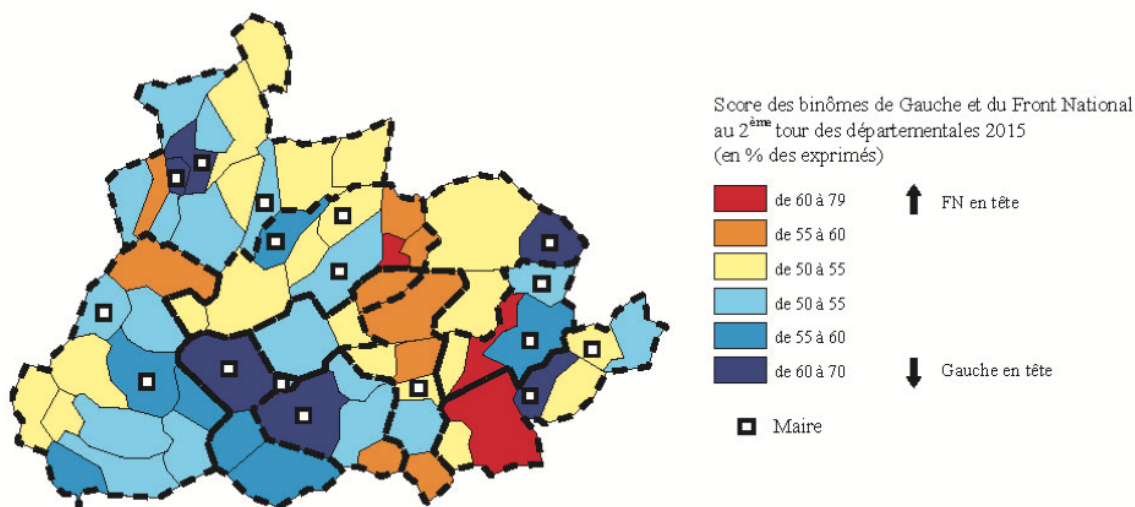 Score des binômes de Gauche et du Front National
au 2ème tour des départementales 2015
(en % des exprimés)
de 60 à 79
FN en tête
de 55 à 60
de 50 à 55
de 50 à 55
de 55 à 60
de 60 à 70
Gauche en tête
Maire